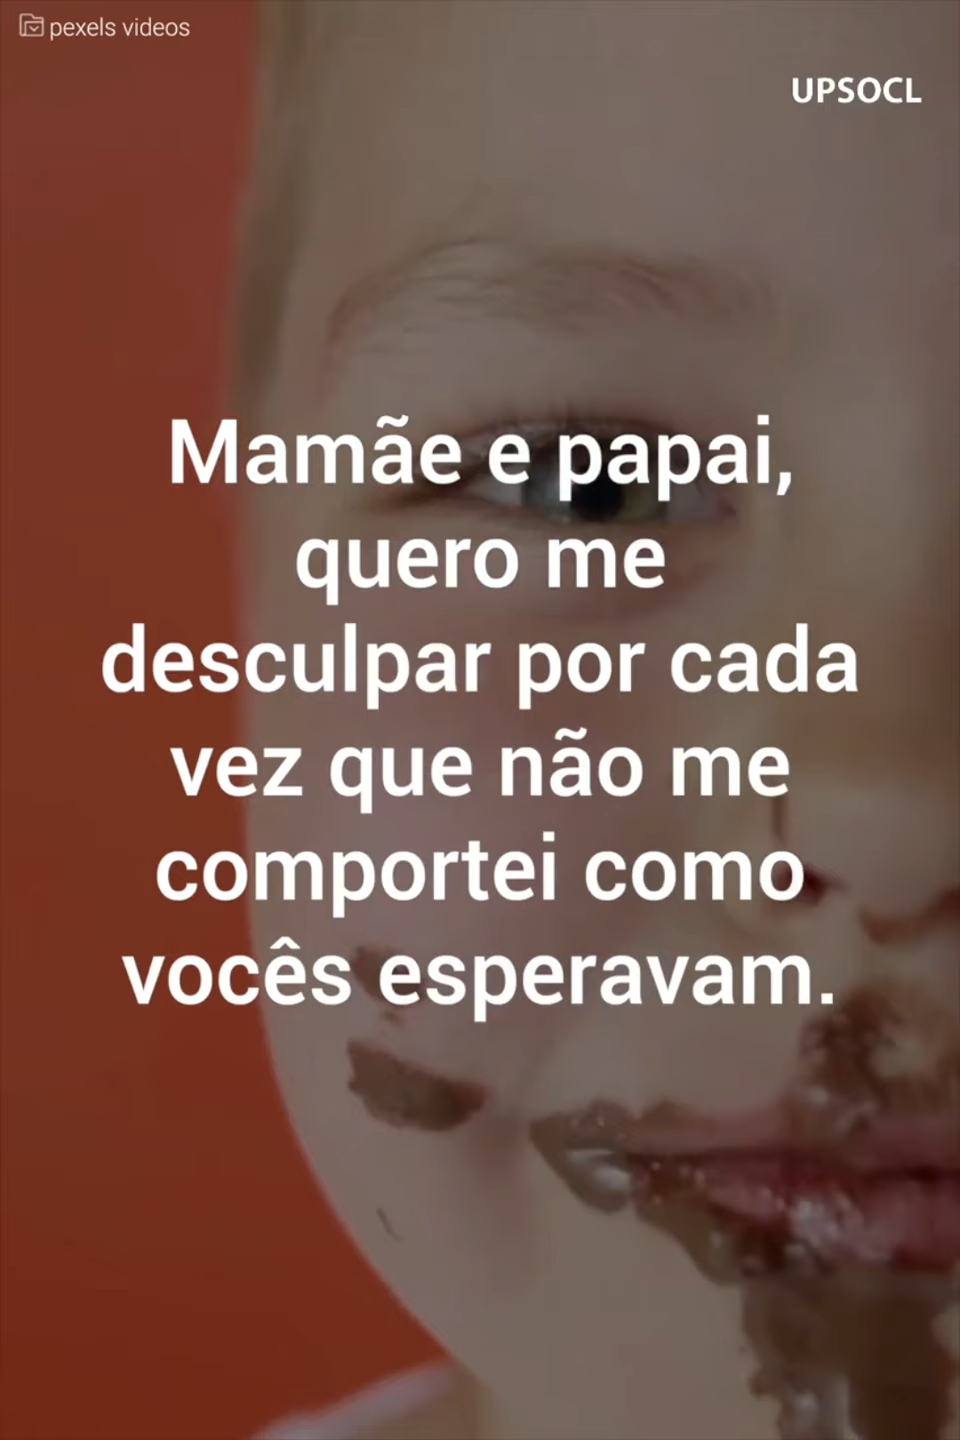 pexels videos
UPSOCL
Mamãe e papai,
quero me
desculpar por cada
vez que não me
comportei como
vocês esperavam.